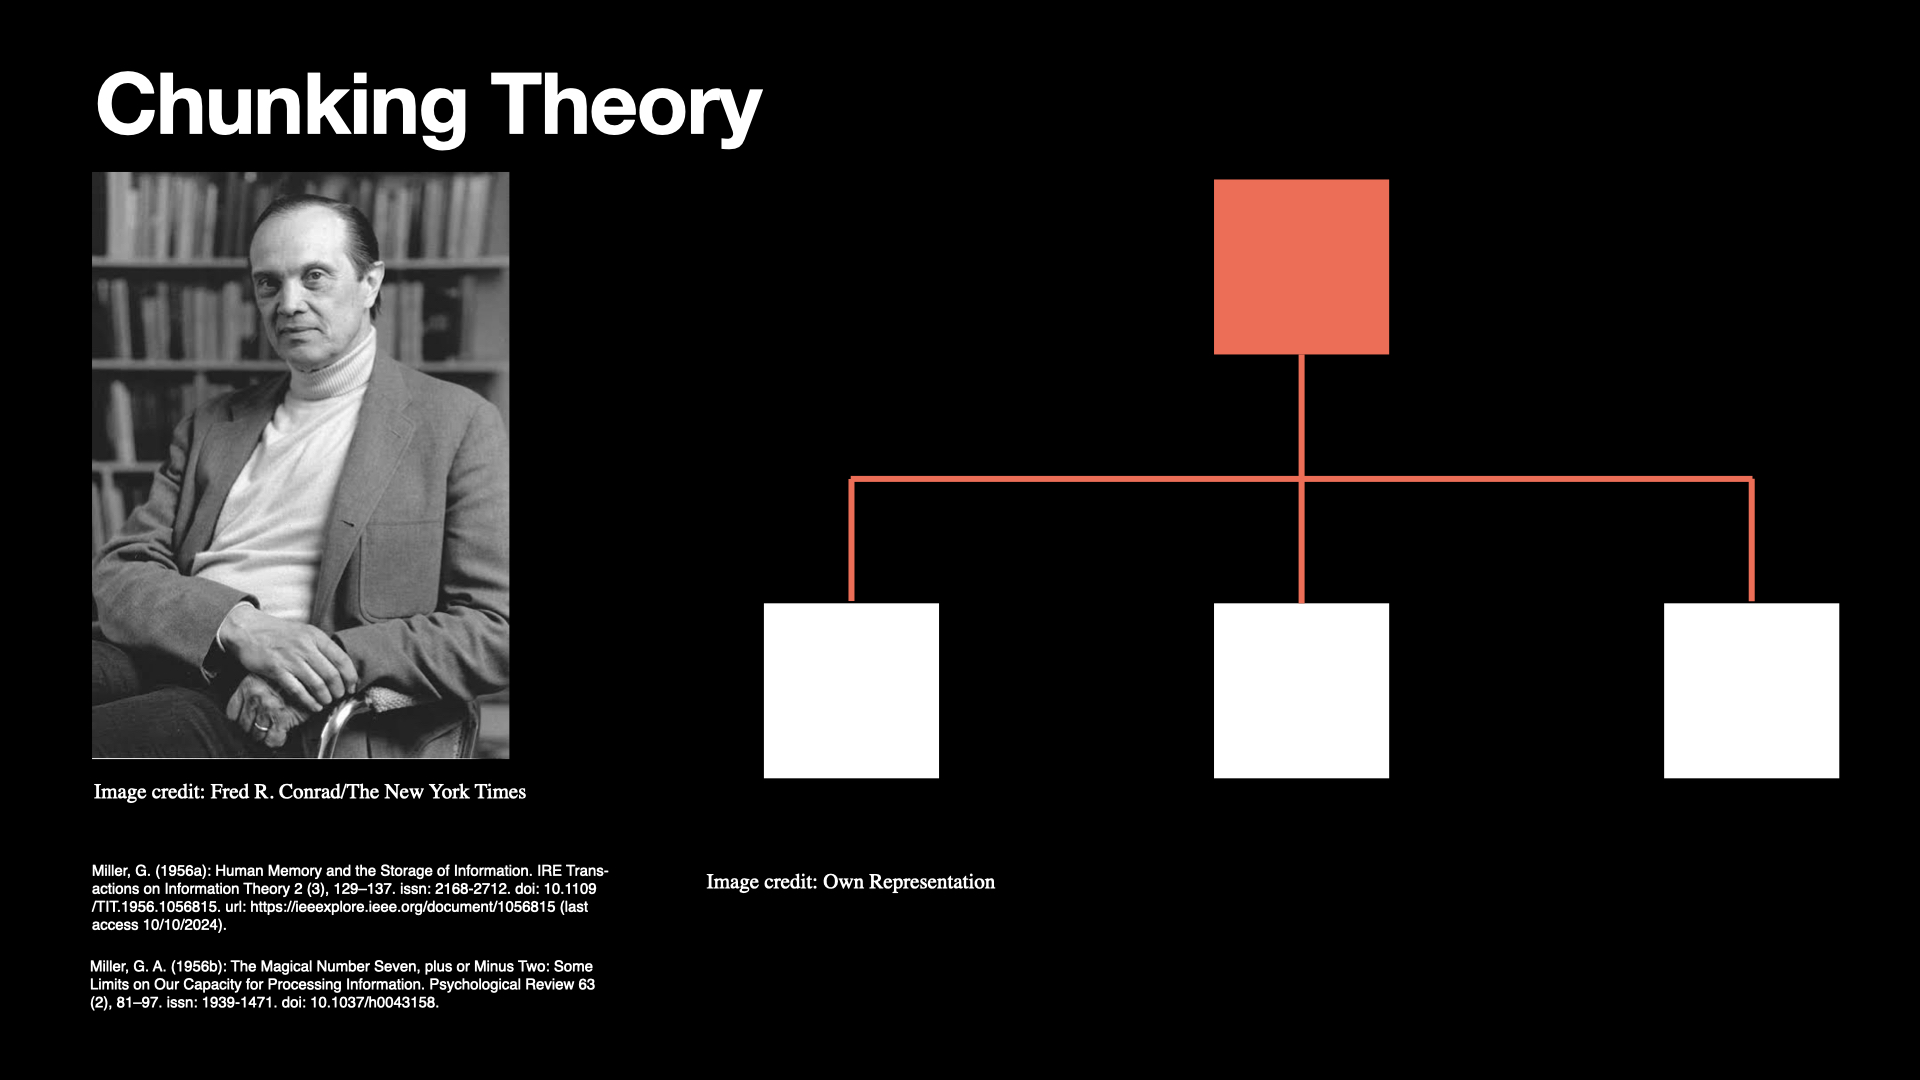 Chunking Theory
Image credit: Fred R. Conrad/The New York Times
Miller, G. (1956a): Human Memory and the Storage of Information. IRE Trans-
actions on Information Theory 2 (3), 129–137. issn: 2168-2712. doi: 10.1109
/TIT.1956.1056815. url: https://ieeexplore.ieee.org/document/1056815 (last
access 10/10/2024).
Miller, G. A. (1956b): The Magical Number Seven, plus or Minus Two: Some
Limits on Our Capacity for Processing Information. Psychological Review 63
(2), 81–97. issn: 1939-1471. doi: 10.1037/h0043158.
Image credit: Own Representation